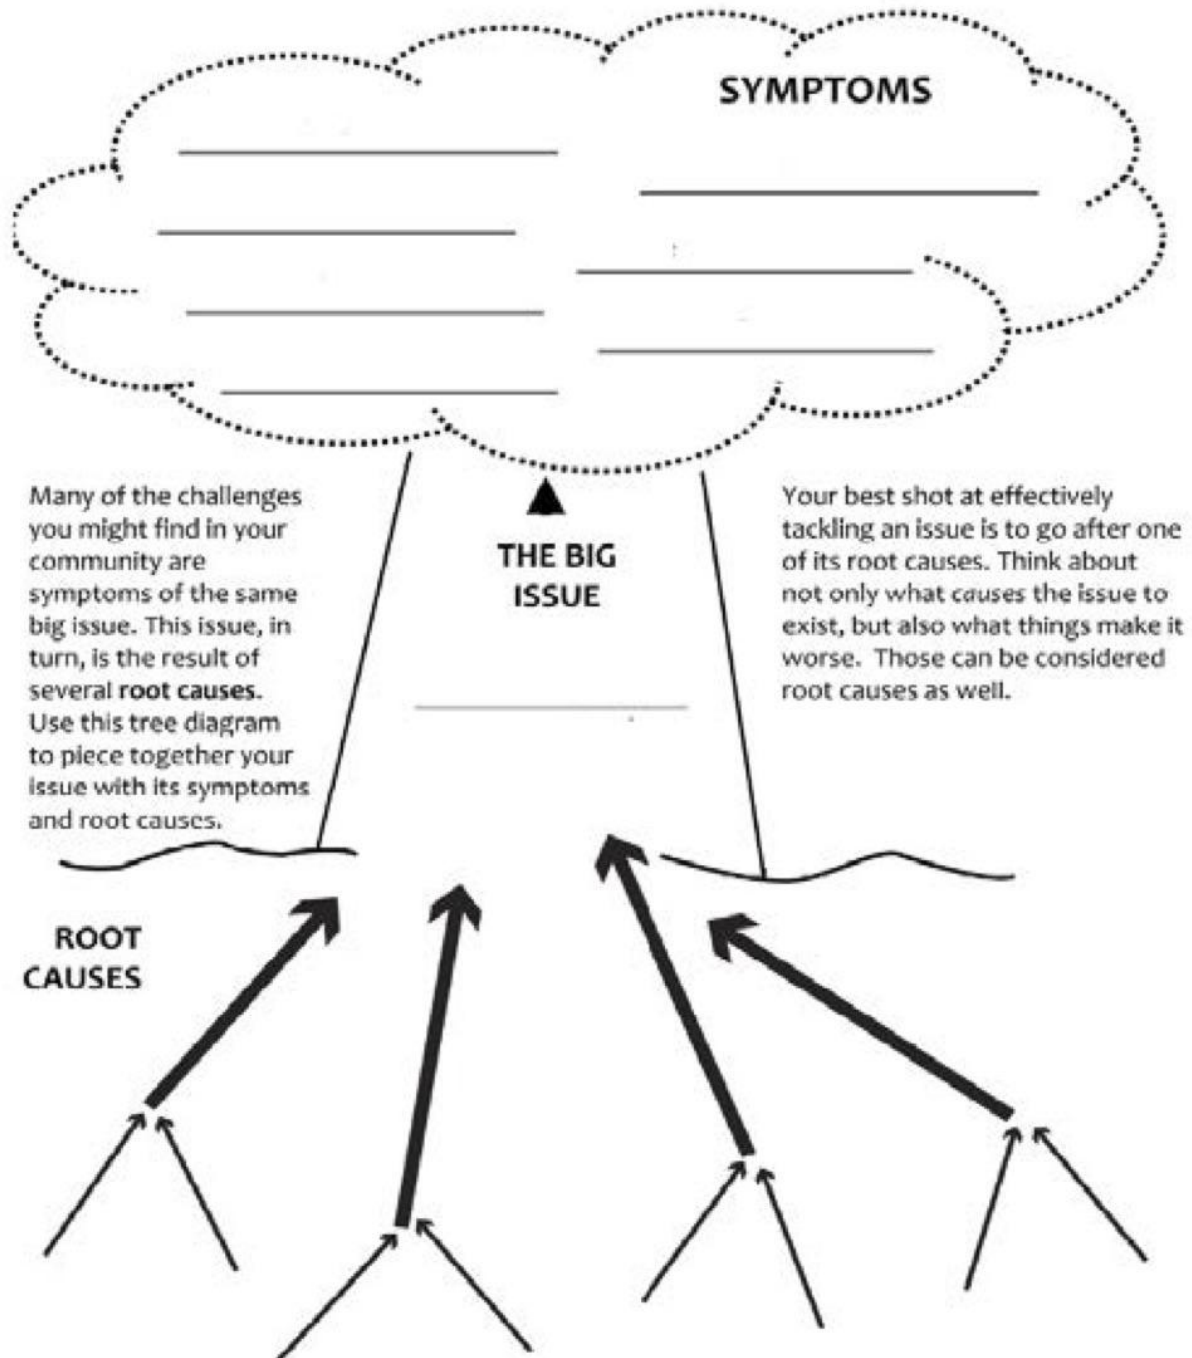 SYMPTOMS
Many of the challenges
you might find in your
community are
symptoms of the same
big issue. This issue, in
turn, is the result of
several root causes.
Use this tree diagram
to piece together your
issue with its symptoms
and root causes.
THE BIG
ISSUE
Your best shot at effectively
tackling an issue is to go after one
of its root causes. Think about
not only what causes the issue to
exist, but also what things make it
worse. Those can be considered
root causes as well.
ROOT
CAUSES